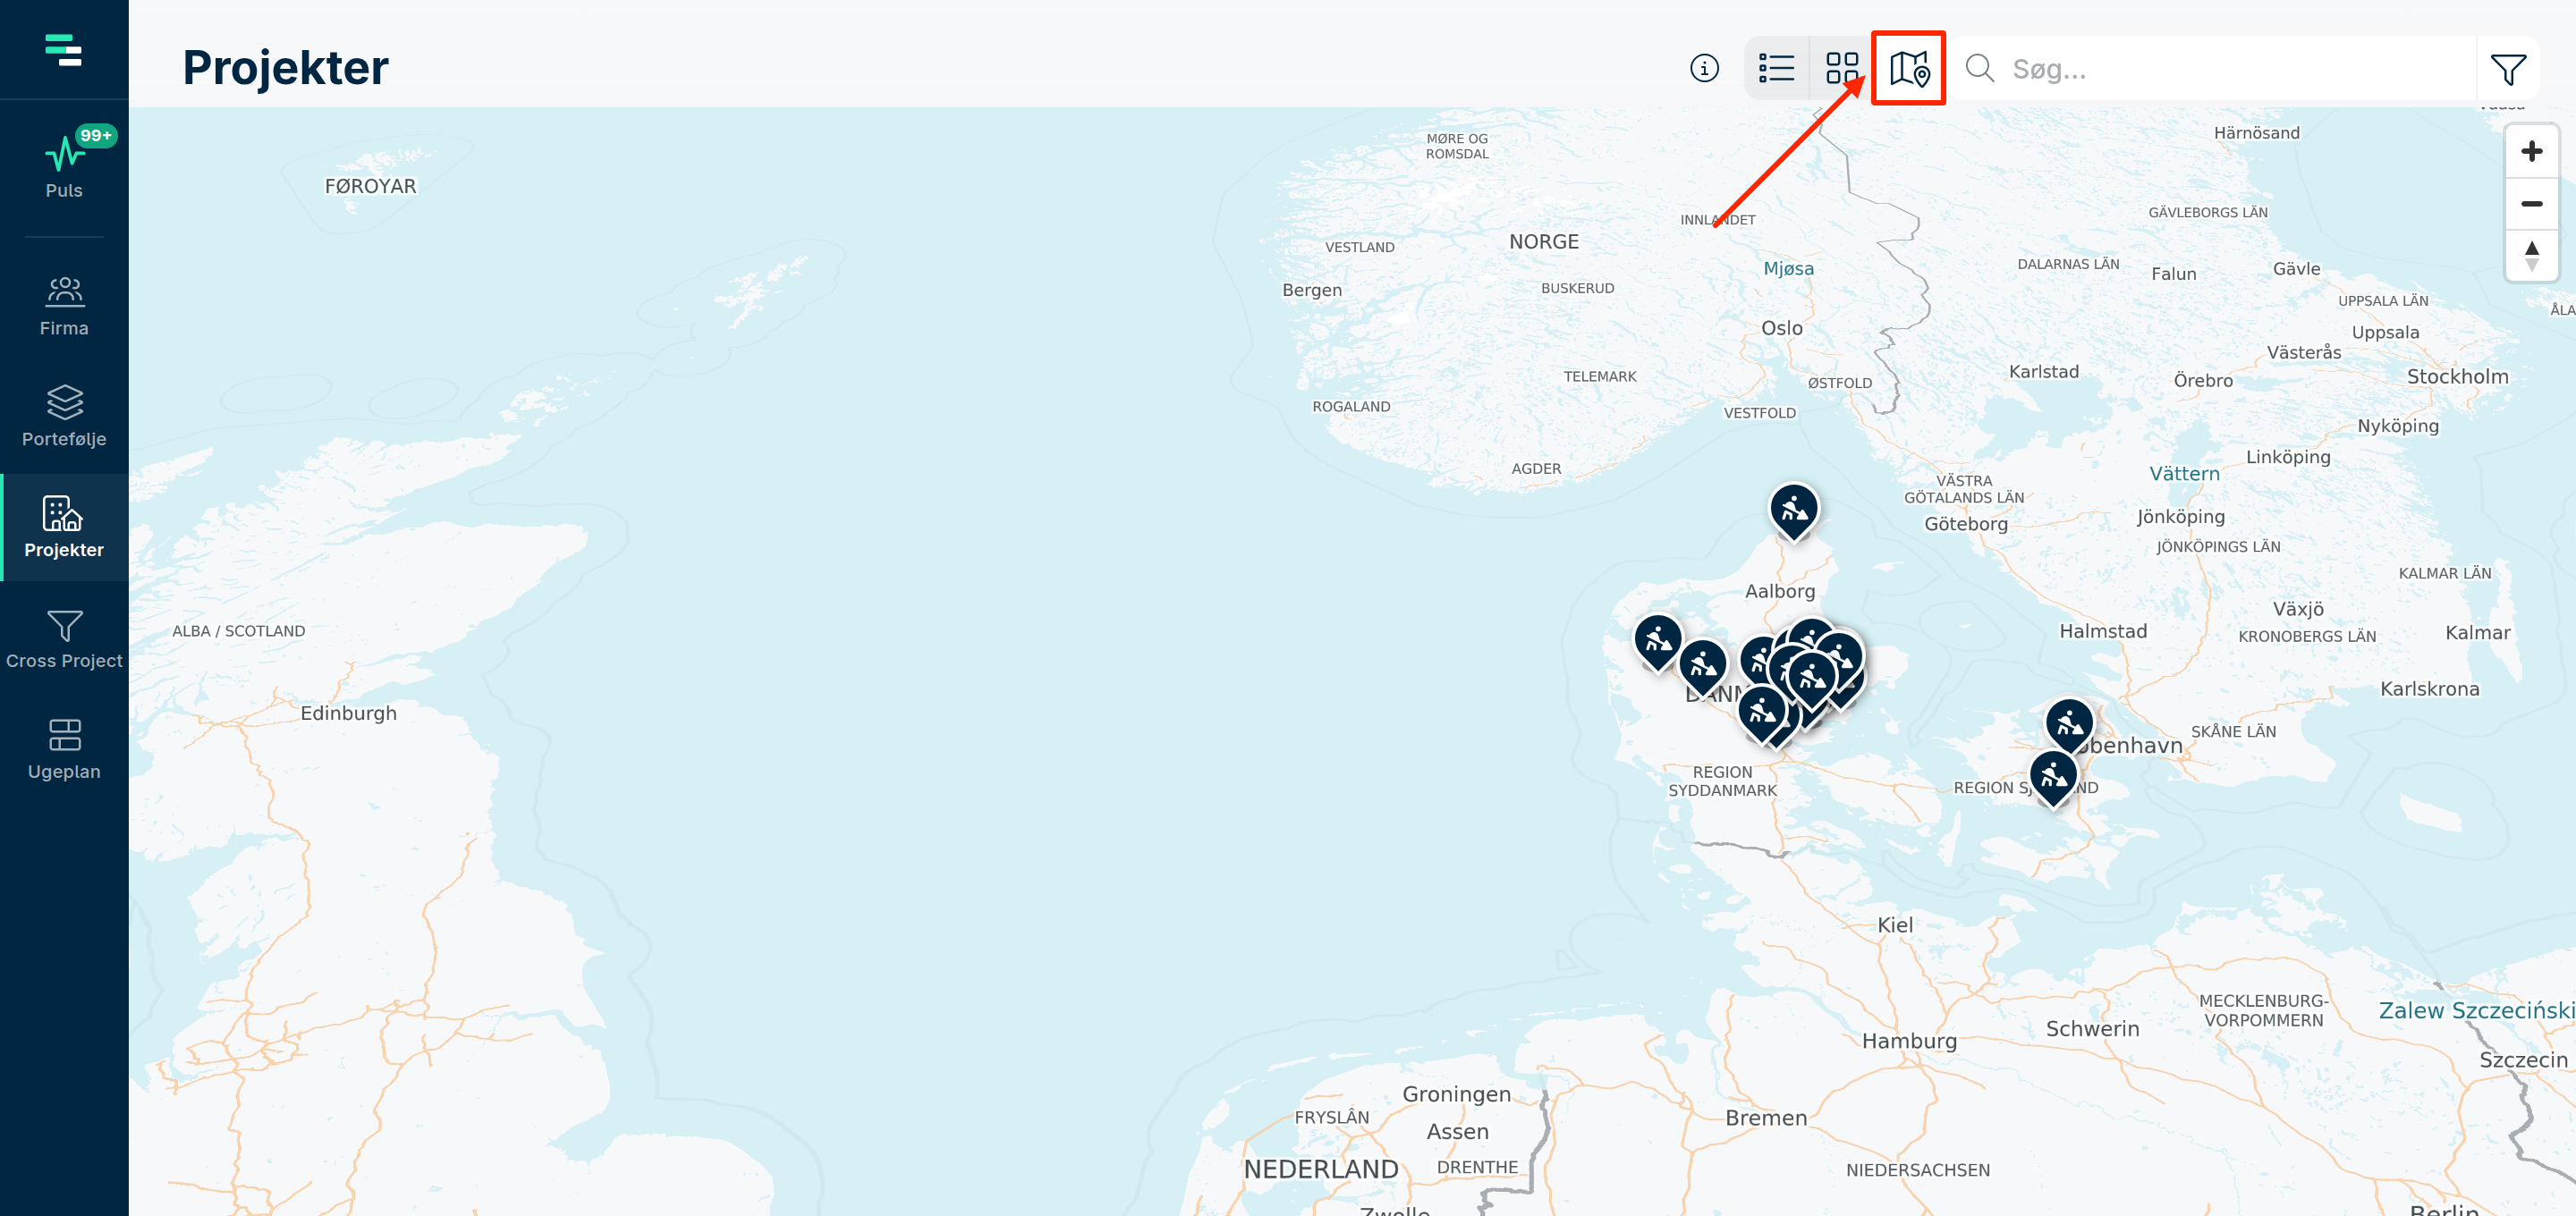 Projekter
Søg...
99+
Puls
Firma
Portefølje
Projekter
Cross Project
Ugeplan
Härnösand
MØRE OG
ROMSDAL
FØROYAR
INNLANDET
GÄVLEBORGS LÄN
NORGE
VESTLAND
Mjøsa
DALARNAS LÄN
Falun
Gävle
Bergen
BUSKERUD
UPPSALA LÄN
Oslo
Uppsala
Västerås
TELEMARK
ØSTFOLD
Karlstad
Örebro
Stockholm
ROGALAND
VESTFOLD
Nyköping
AGDER
Linköping
Vättern
VÄSTRA
GÖTALANDS LÄN
Göteborg
Jönköping
JÖNKÖPINGS LÄN
KALMAR LÄN
Aalborg
Växjö
ALBA / SCOTLAND
Halmstad
KRONOBERGS LÄN
Kalmar
Karlskrona
Edinburgh
SKÅNE LÄN
REGION
SYDDANMARK
REGION
Kiel
MECKLENBURG-
VORPOMMERN
Zalew Szczeciński
Schwerin
Hamburg
Szczecin
Groningen
FRYSLÂN
Bremen
Assen
NEDERLAND
DRENTHE
NIEDERSACHSEN
Zwolle
Berlin